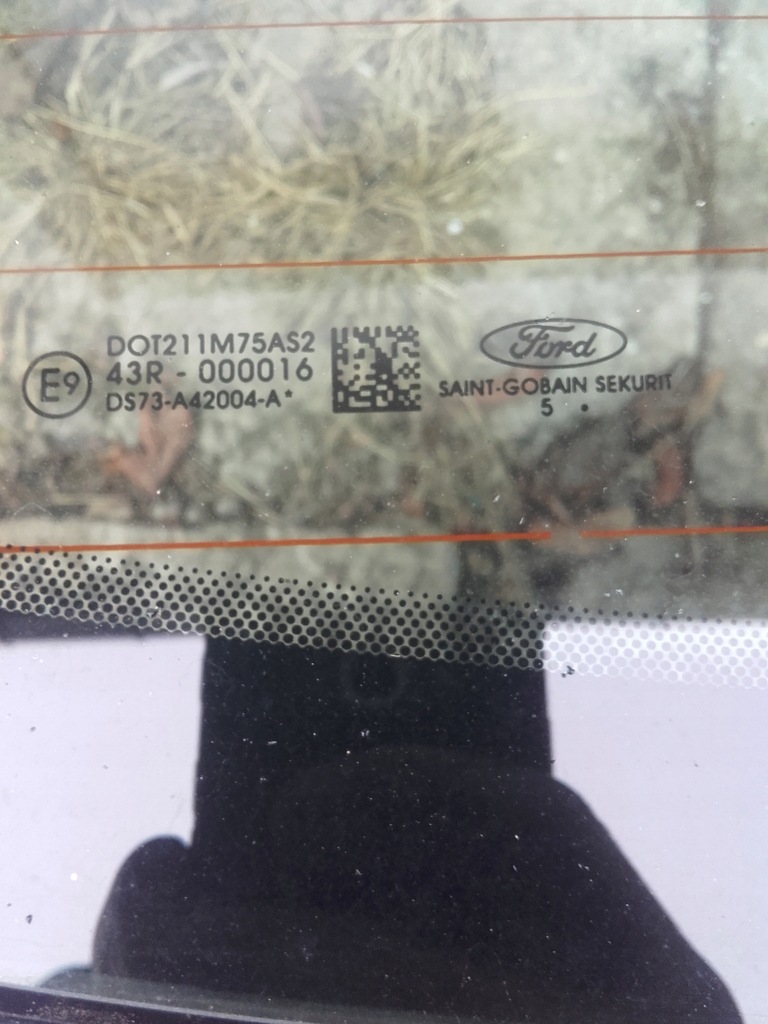 E9
DOT211M75AS2
43R - 000016
DS73-A42004-A*
Ford
SAINT-GOBAIN SEKURIT
5 •